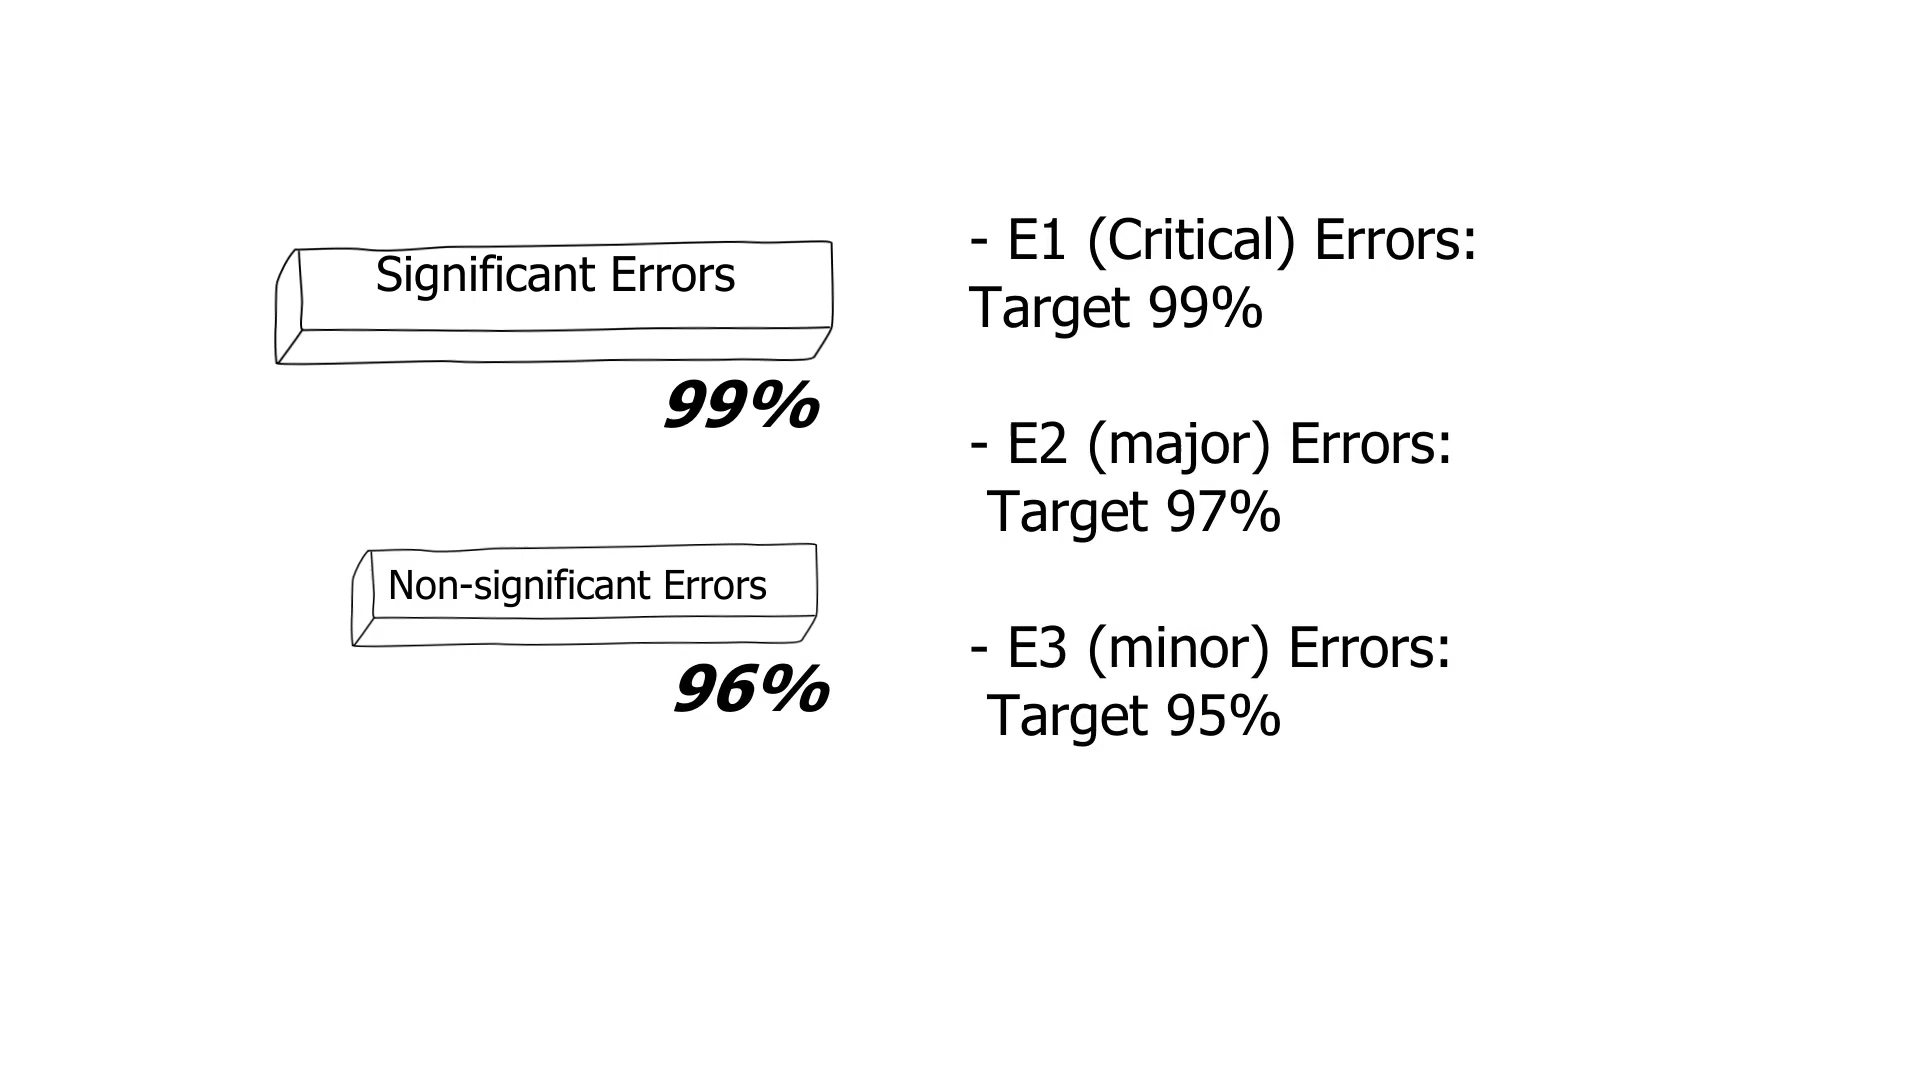 Significant Errors
99%
Non-significant Errors
96%
- E1 (Critical) Errors:
Target 99%
- E2 (major) Errors:
Target 97%
- E3 (minor) Errors:
Target 95%